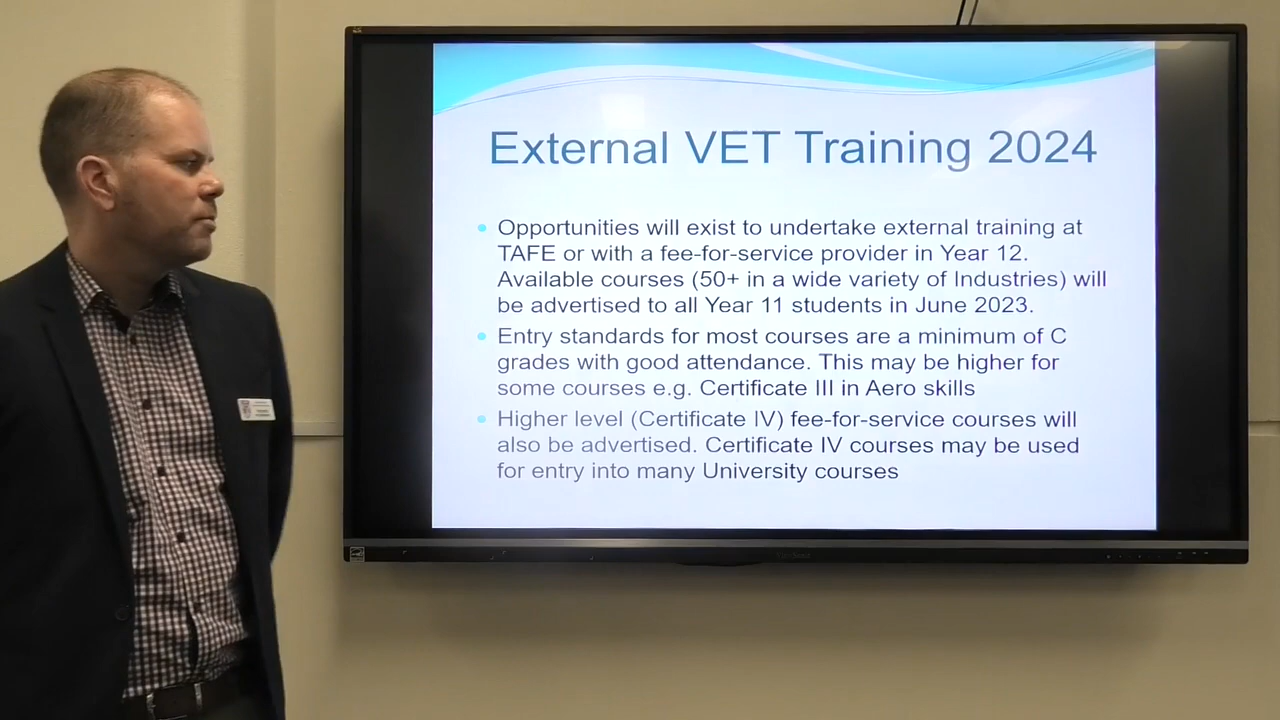 External VET Training 2024
Opportunities will exist to undertake external training at
TAFE or with a fee-for-service provider in Year 12.
Available courses (50+ in a wide variety of Industries) will
be advertised to all Year 11 students in June 2023.
Entry standards for most courses are a minimum of C
grades with good attendance. This may be higher for
some courses e.g. Certificate III in Aero skills
Higher level (Certificate IV) fee-for-service courses will
also be advertised. Certificate IV courses may be used
for entry into many University courses